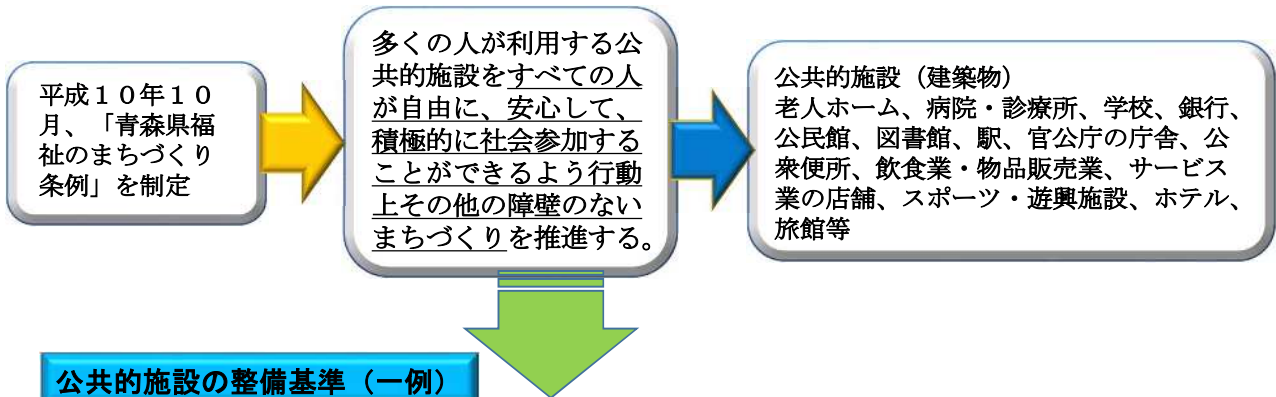 平成１０年１０
月、「青森県福
祉のまちづくり
条例」を制定
多くの人が利用する公
共的施設をすべての人
が自由に、安心して、
積極的に社会参加する
ことができるよう行動
上その他の障壁のない
まちづくりを推進する。
公共的施設（建築物）
老人ホーム、病院・診療所、学校、銀行、
公民館、図書館、駅、官公庁の庁舎、公
衆便所、飲食業・物品販売業、サービス
業の店舗、スポーツ・遊興施設、ホテル、
旅館等
公共的施設の整備基準（一例）